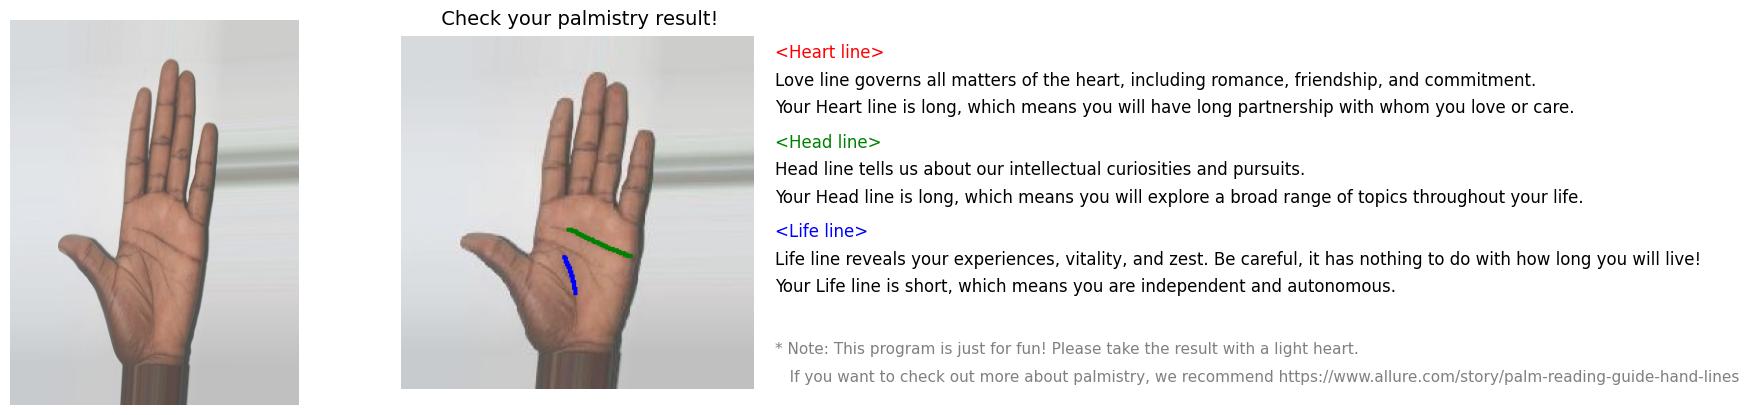 Check your palmistry result!
<Heart line>
Love line governs all matters of the heart, including romance, friendship, and commitment.
Your Heart line is long, which means you will have long partnership with whom you love or care.
<Head line>
Head line tells us about our intellectual curiosities and pursuits.
Your Head line is long, which means you will explore a broad range of topics throughout your life.
<Life line>
Life line reveals your experiences, vitality, and zest. Be careful, it has nothing to do with how long you will live!
Your Life line is short, which means you are independent and autonomous.
* Note: This program is just for fun! Please take the result with a light heart.
If you want to check out more about palmistry, we recommend https://www.allure.com/story/palm-reading-guide-hand-lines